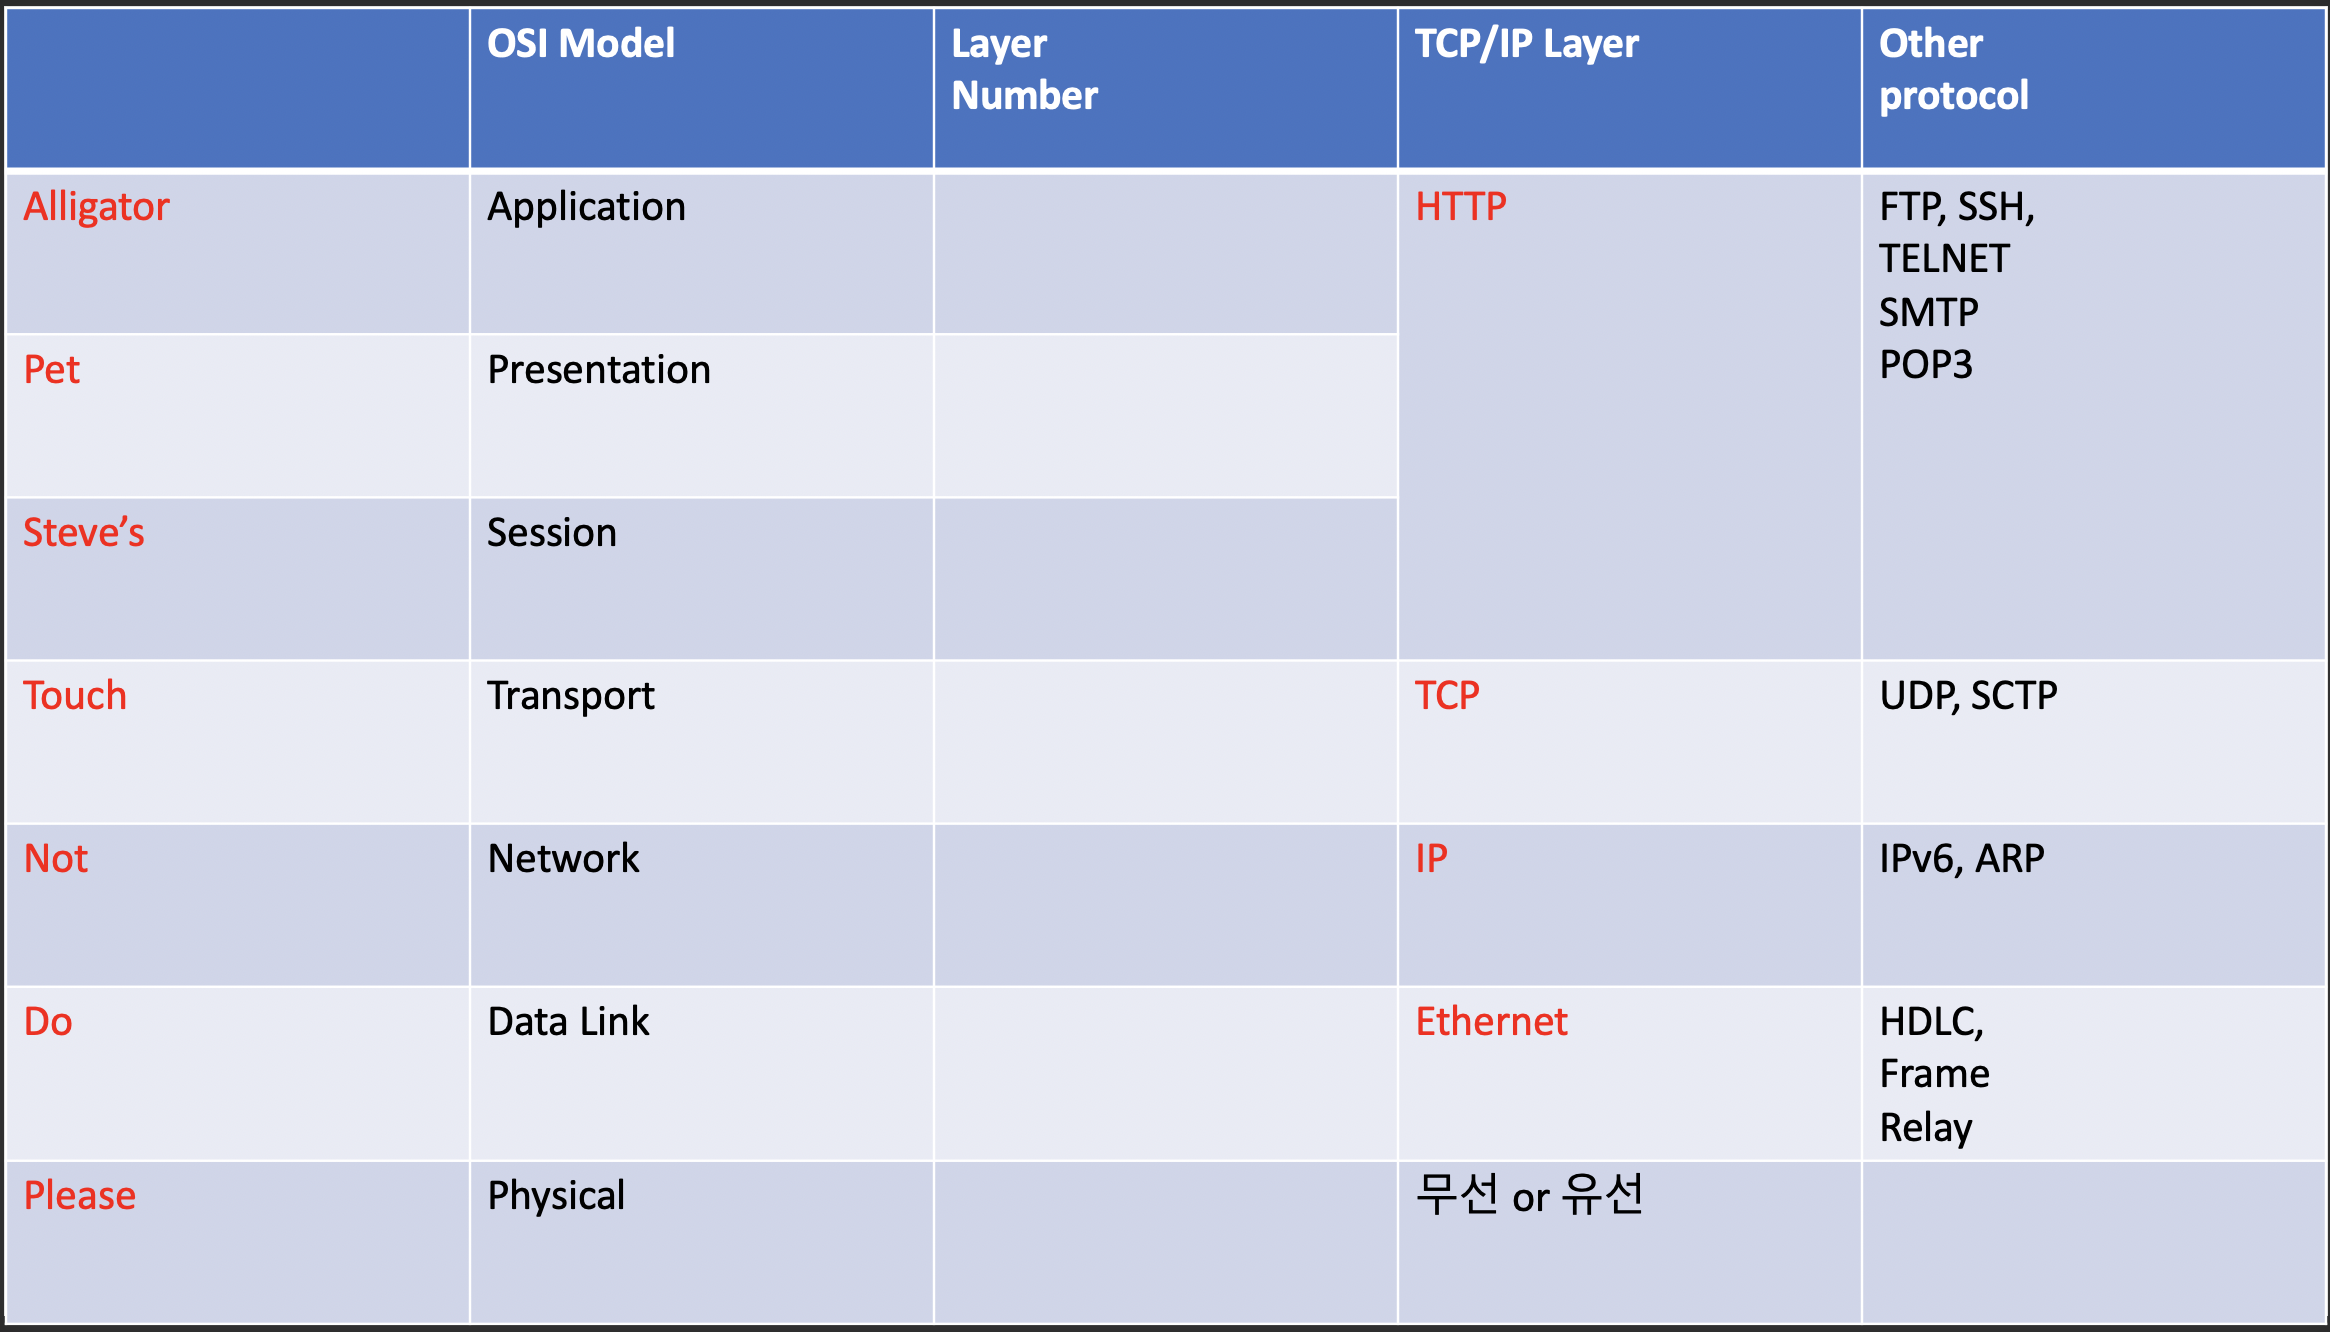 OSI Model
Layer
Number
TCP/IP Layer
Other
protocol
Alligator
Application
HTTP
FTP, SSH,
TELNET
SMTP
POP3
Pet
Presentation
Steve’s
Session
Touch
Transport
TCP
UDP, SCTP
Not
Network
IP
IPv6, ARP
Do
Data Link
Ethernet
HDLC,
Frame
Relay
Please
Physical
무선 or 유선